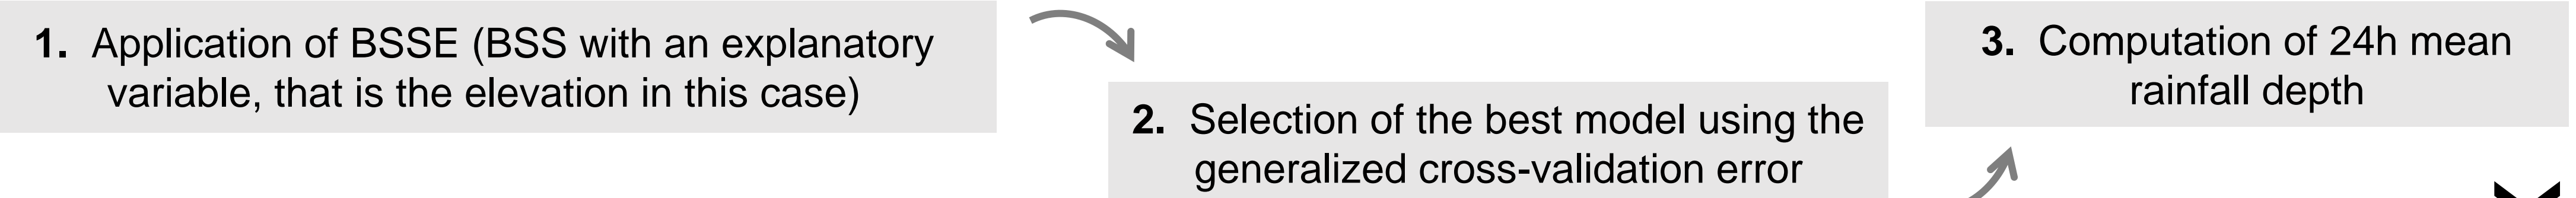 1. Application of BSSE (BSS with an explanatory
variable, that is the elevation in this case)
2. Selection of the best model using the
generalized cross-validation error
3. Computation of 24h mean
rainfall depth